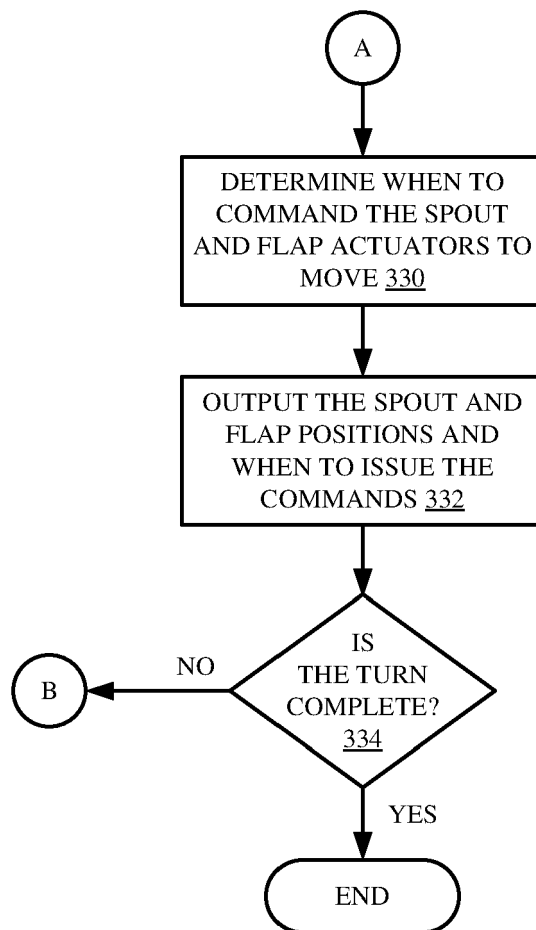 A
DETERMINE WHEN TO
COMMAND THE SPOUT
AND FLAP ACTUATORS TO
MOVE 330
OUTPUT THE SPOUT AND
FLAP POSITIONS AND
WHEN TO ISSUE THE
COMMANDS 332
IS
THE TURN
COMPLETE?
334
NO
B
YES
END